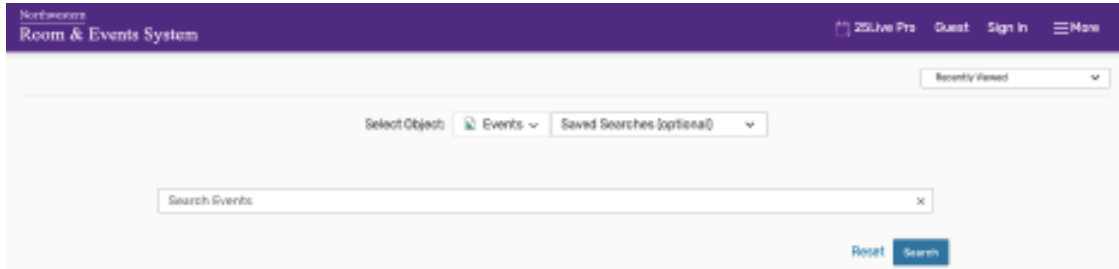 Northwestern
Room & Events System
25Live Pro Guest Sign In More
Recently Viewed
Select Object: Events Saved Searches (optional)
Search Events
Reset Search